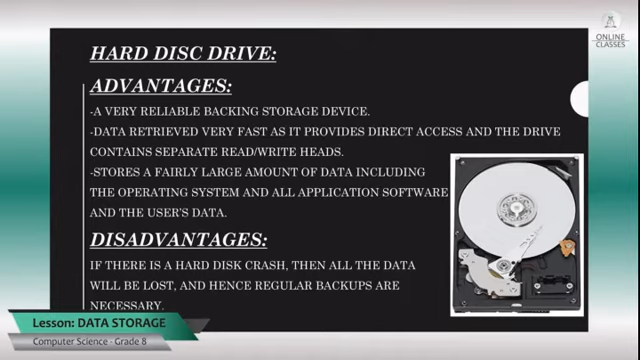 ONLINE
CLASSES
HARD DISC DRIVE:
ADVANTAGES:
-A VERY RELIABLE BACKING STORAGE DEVICE.
-DATA RETRIEVED VERY FAST AS IT PROVIDES DIRECT ACCESS AND THE DRIVE
CONTAINS SEPARATE READ/WRITE HEADS.
-STORES A FAIRLY LARGE AMOUNT OF DATA INCLUDING
THE OPERATING SYSTEM AND ALL APPLICATION SOFTWARE
AND THE USER'S DATA.
DISADVANTAGES:
IF THERE IS A HARD DISK CRASH, THEN ALL THE DATA
WILL BE LOST, AND HENCE REGULAR BACKUPS ARE
NECESSARY.
Lesson: DATA STORAGE
Computer Science - Grade 8